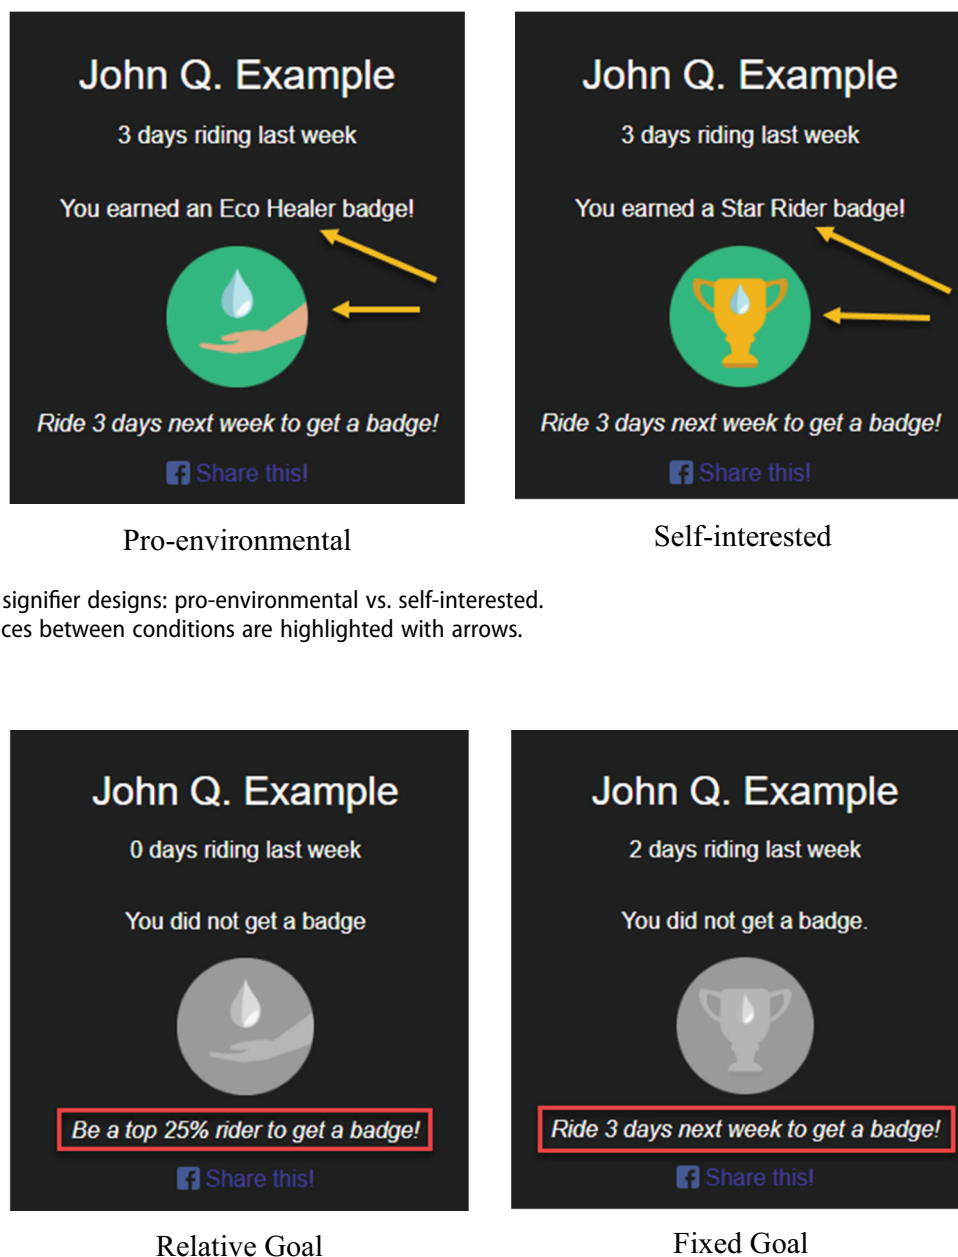 John Q. Example
3 days riding last week
You earned an Eco Healer badge!
Ride 3 days next week to get a badge!
Share this!
Pro-environmental
John Q. Example
3 days riding last week
You earned a Star Rider badge!
Ride 3 days next week to get a badge!
Share this!
Self-interested
signifier designs: pro-environmental vs. self-interested.
ces between conditions are highlighted with arrows.
John Q. Example
0 days riding last week
You did not get a badge
Be a top 25% rider to get a badge!
Share this!
Relative Goal
John Q. Example
2 days riding last week
You did not get a badge.
Ride 3 days next week to get a badge!
Share this!
Fixed Goal